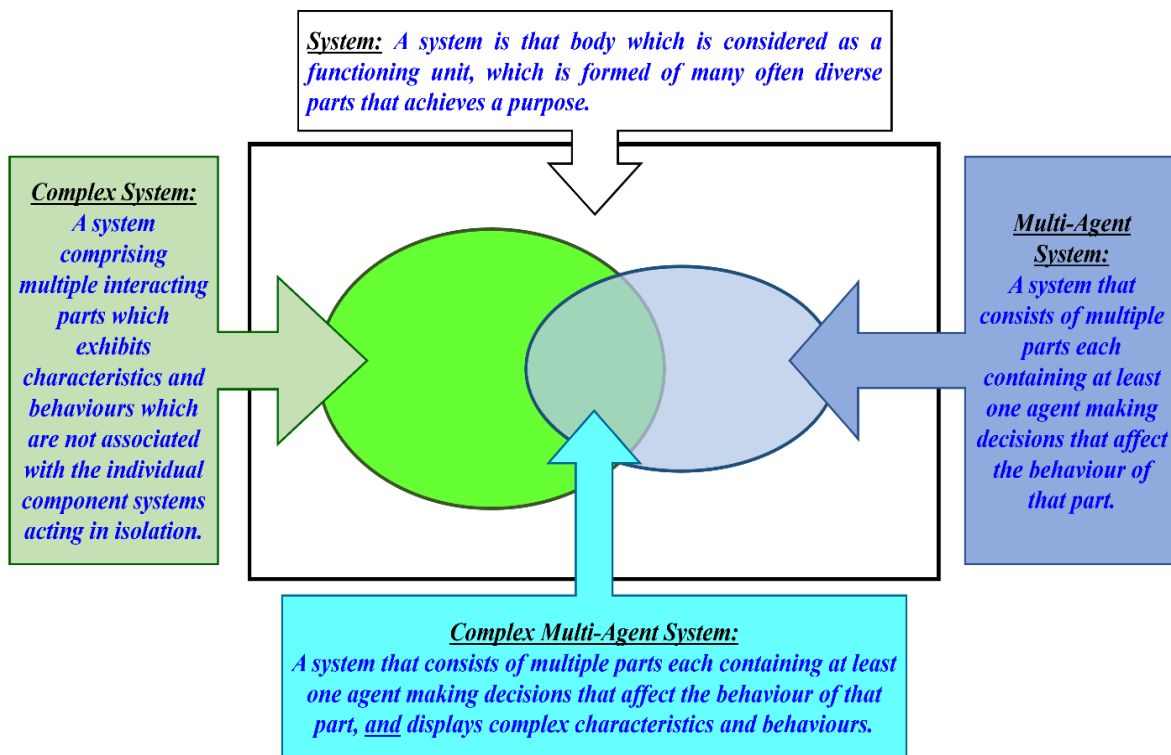 System: A system is that body which is considered as a
functioning unit, which is formed of many often diverse
parts that achieves a purpose.
Complex System:
A system
comprising
multiple interacting
parts which
exhibits
characteristics and
behaviours which
are not associated
with the individual
component systems
acting in isolation.
Multi-Agent
System:
A system that
consists of multiple
parts each
containing at least
one agent making
decisions that affect
the behaviour of
that part.
Complex Multi-Agent System:
A system that consists of multiple parts each containing at least
one agent making decisions that affect the behaviour of that
part, and displays complex characteristics and behaviours.